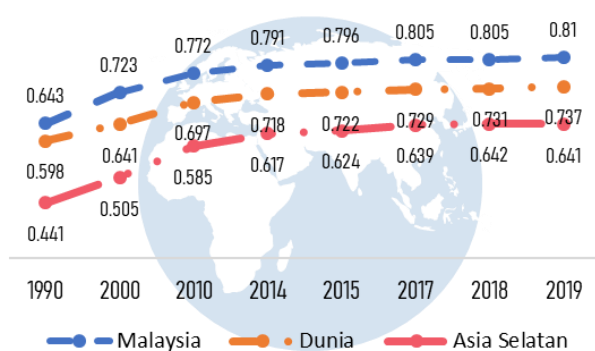 0.643 0.723 0.772 0.791 0.796 0.805 0.805 0.81
0.598 0.641 0.697 0.718 0.722 0.729 0.731 0.737
0.441 0.505 0.585 0.617 0.624 0.639 0.642 0.641
1990 2000 2010 2014 2015 2017 2018 2019
Malaysia Dunia Asia Selatan